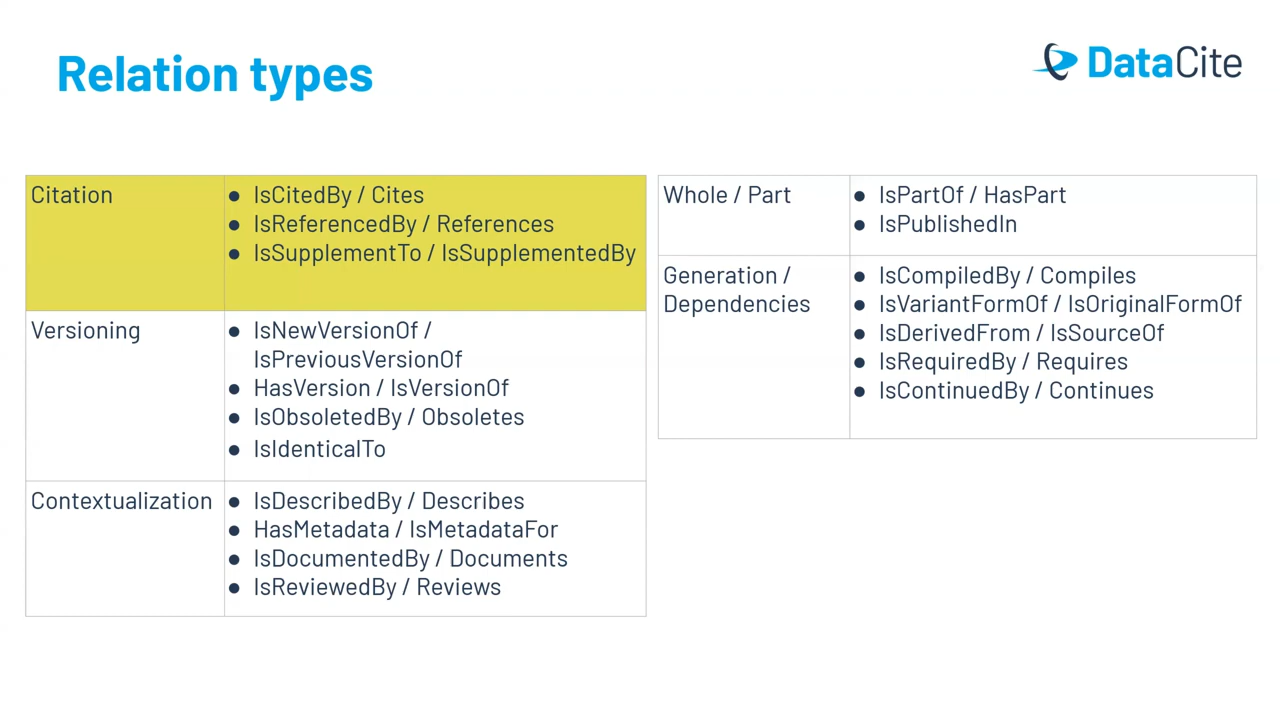 Relation types
DataCite
Citation
● IsCitedBy / Cites
● IsReferencedBy / References
● IsSupplementTo / IsSupplementedBy
Versioning
● IsNewVersionOf /
IsPreviousVersionOf
● HasVersion / IsVersionOf
● IsObsoletedBy / Obsoletes
● IsIdenticalTo
Contextualization
● IsDescribedBy / Describes
● HasMetadata / IsMetadataFor
● IsDocumentedBy / Documents
● IsReviewedBy / Reviews
Whole / Part
● IsPartOf / HasPart
● IsPublishedIn
Generation /
Dependencies
● IsCompiledBy / Compiles
● IsVariantFormOf / IsOriginalFormOf
● IsDerivedFrom / IsSourceOf
● IsRequiredBy / Requires
● IsContinuedBy / Continues